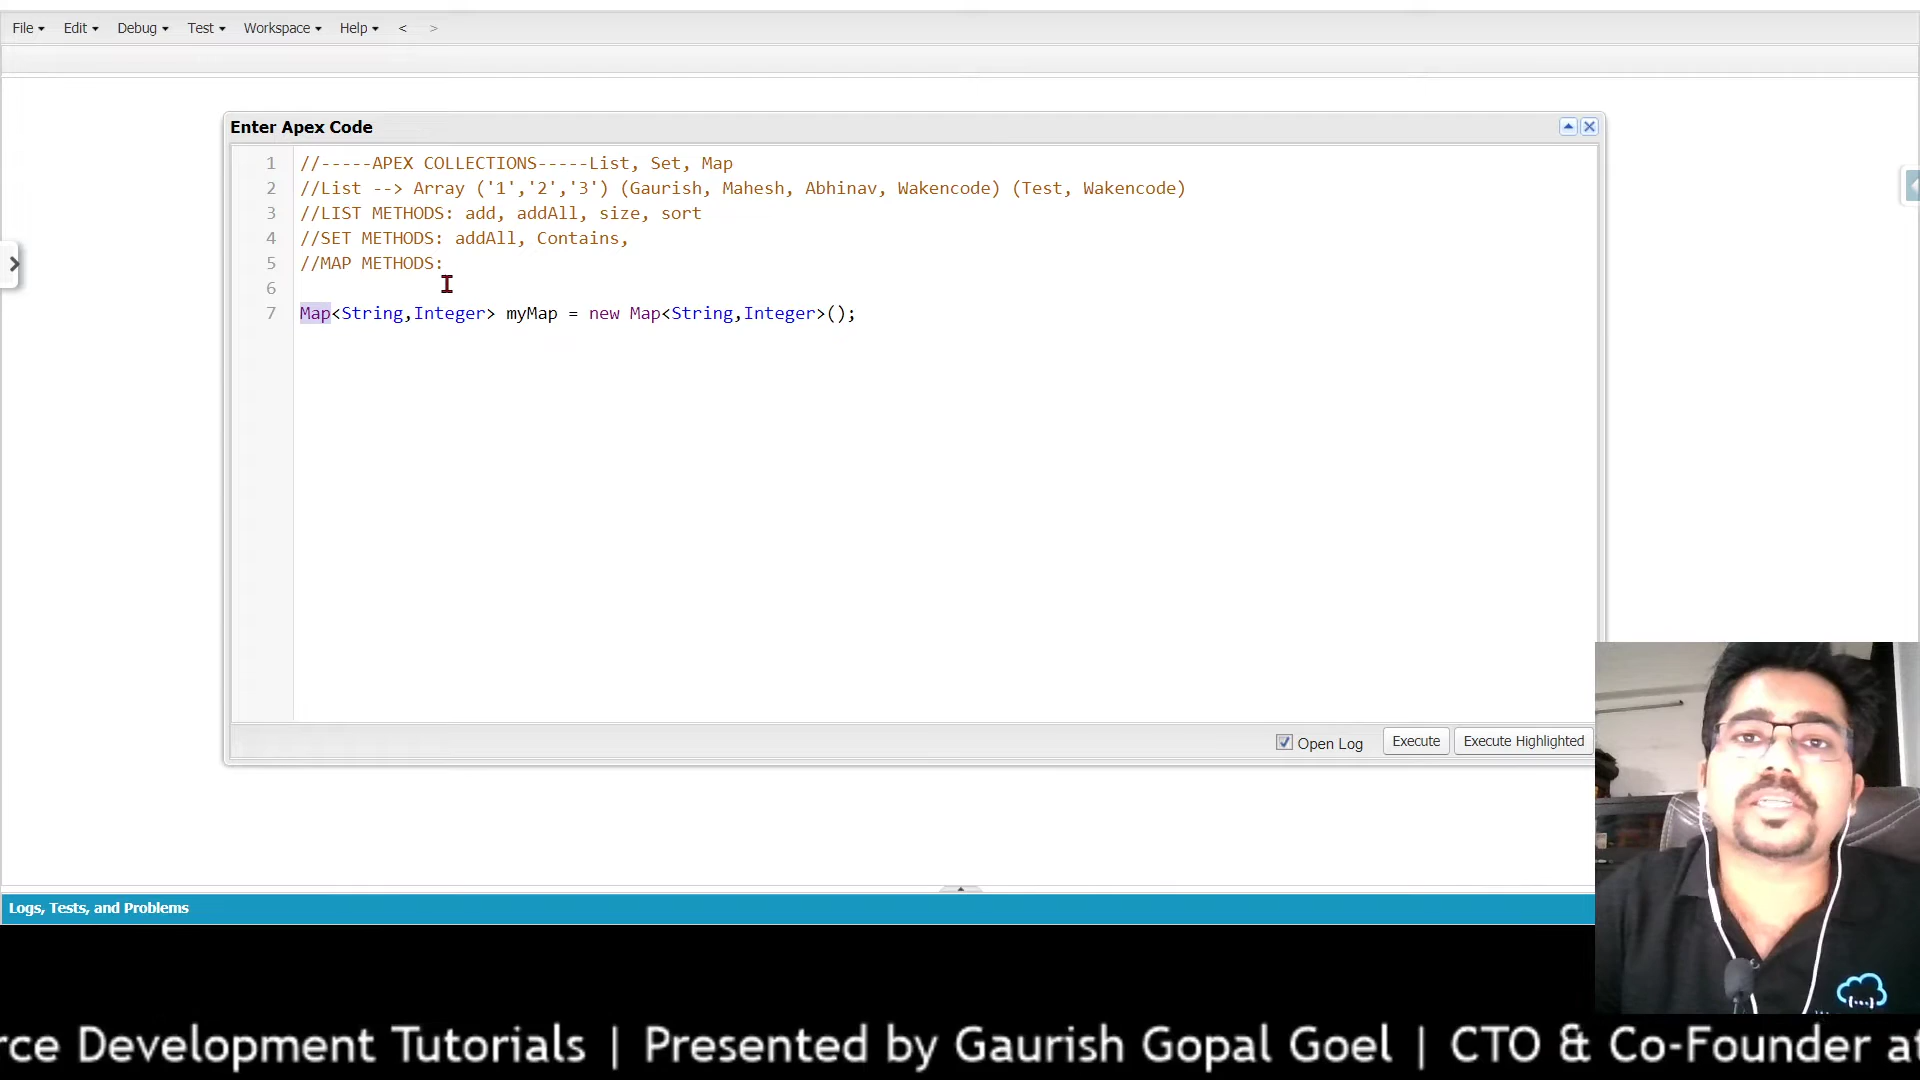 File Edit Debug Test Workspace Help < >
Enter Apex Code
1 //-----APEX COLLECTIONS-----List, Set, Map
2 //List --> Array ('1','2','3') (Gaurish, Mahesh, Abhinav, Wakencode) (Test, Wakencode)
3 //LIST METHODS: add, addAll, size, sort
4 //SET METHODS: addAll, Contains,
5 //MAP METHODS:
6
7 Map<String,Integer> myMap = new Map<String,Integer>();
Open Log Execute Execute Highlighted
Logs, Tests, and Problems
rce Development Tutorials | Presented by Gaurish Gopal Goel | CTO & Co-Founder at